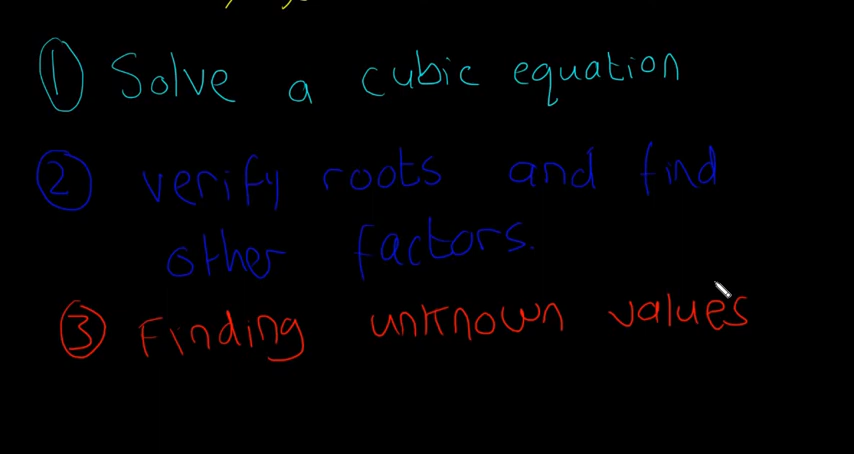 ① Solve a cubic equation
② verify roots and find
other factors.
③ Finding unknown values